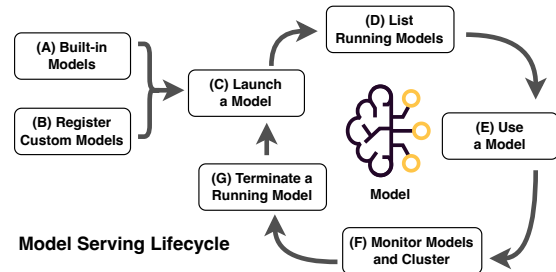 (A) Built-in
Models
(B) Register
Custom Models
(C) Launch
a Model
(D) List
Running Models
(E) Use
a Model
(F) Monitor Models
and Cluster
(G) Terminate a
Running Model
Model
Model Serving Lifecycle